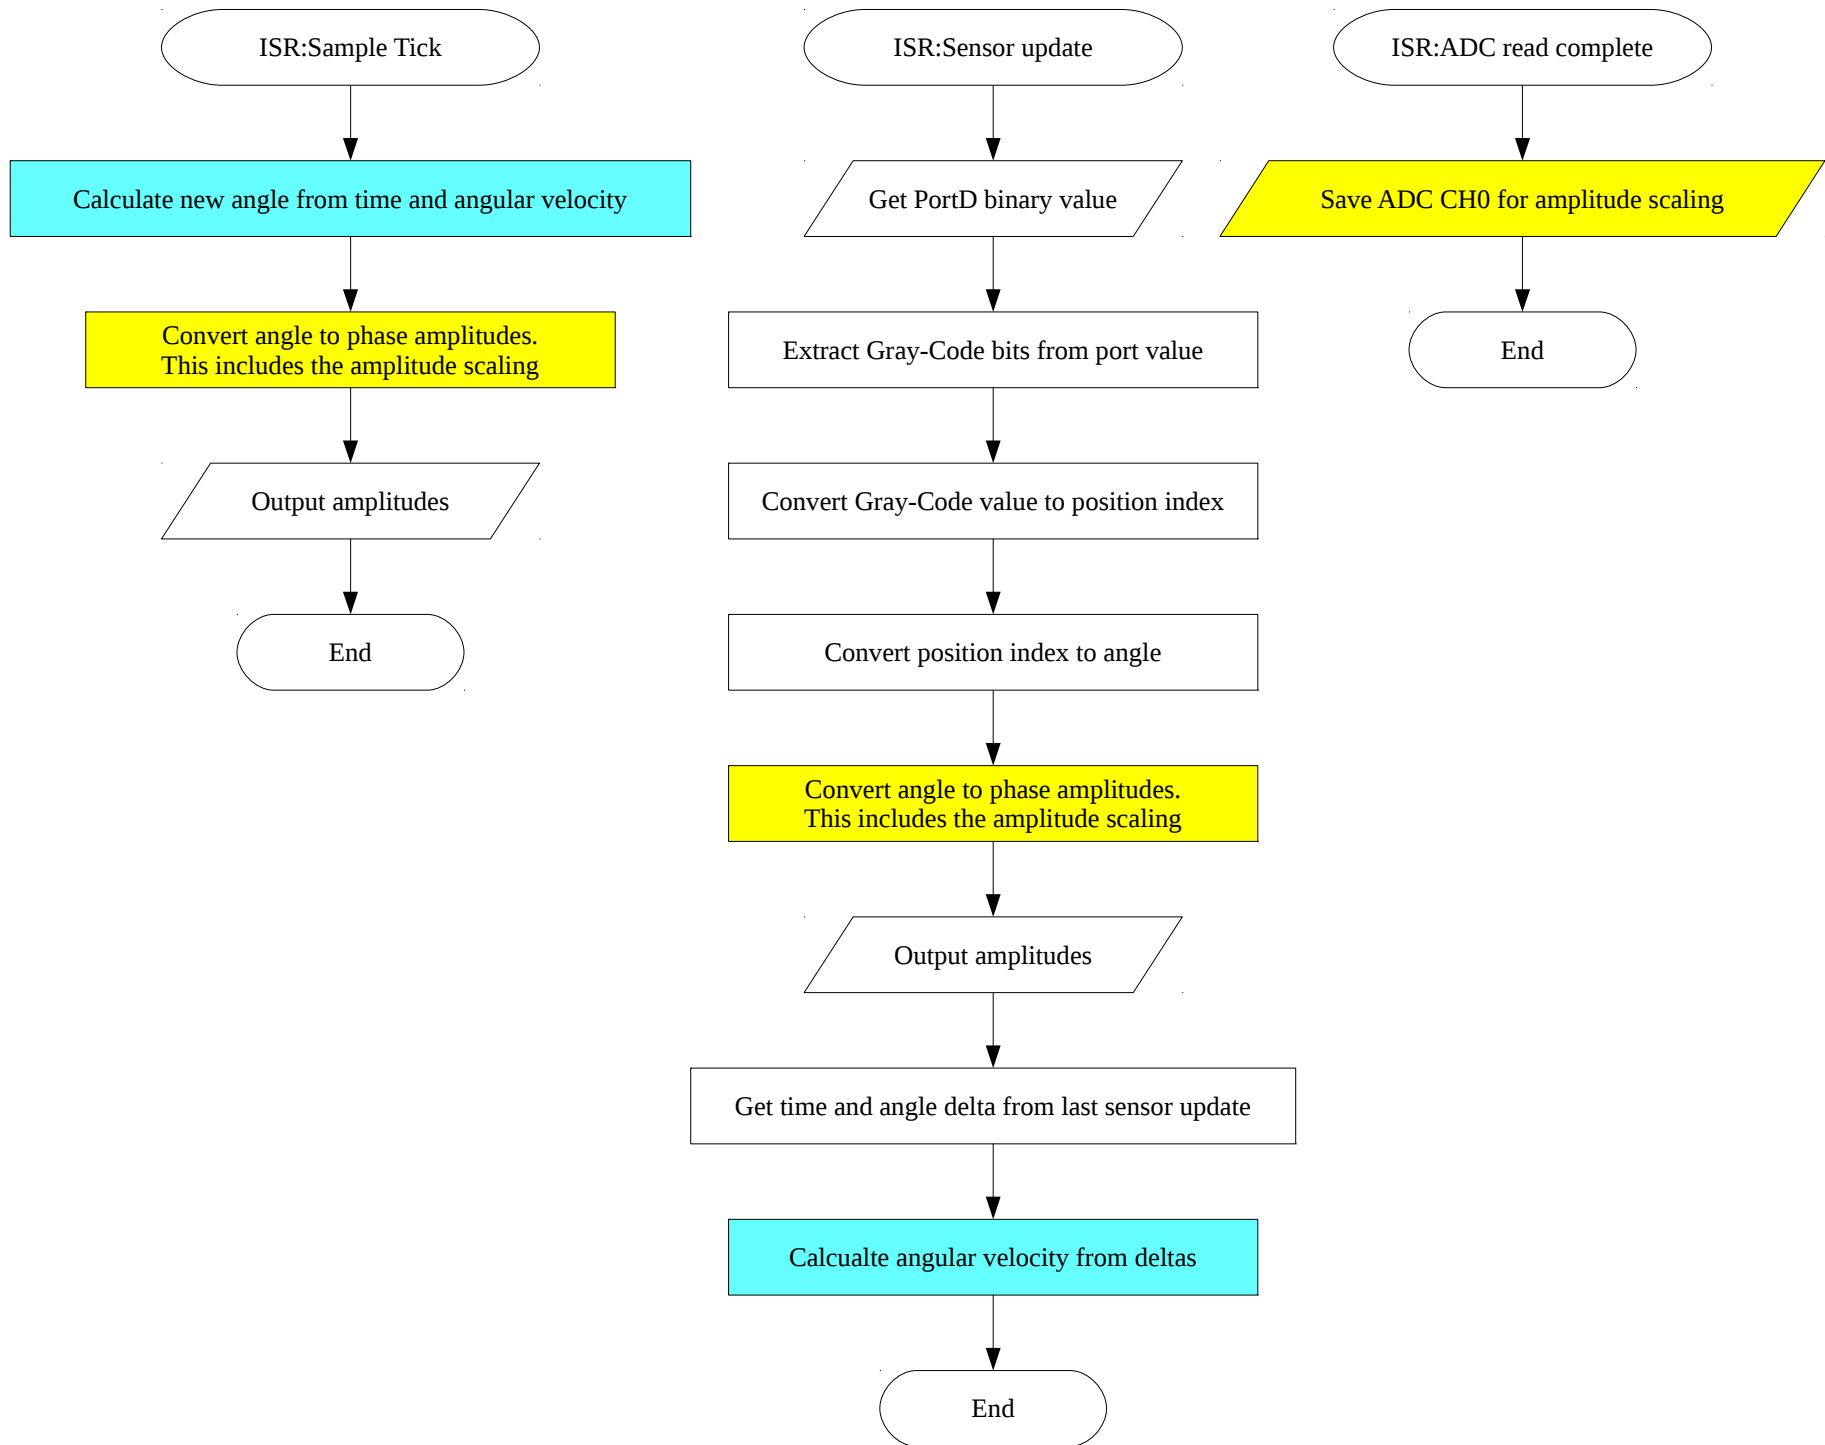 ISR:Sample Tick
Calculate new angle from time and angular velocity
Convert angle to phase amplitudes.
This includes the amplitude scaling
Output amplitudes
End
ISR:Sensor update
Get PortD binary value
Extract Gray-Code bits from port value
Convert Gray-Code value to position index
Convert position index to angle
Convert angle to phase amplitudes.
This includes the amplitude scaling
Output amplitudes
Get time and angle delta from last sensor update
Calcualte angular velocity from deltas
End
ISR:ADC read complete
Save ADC CH0 for amplitude scaling
End